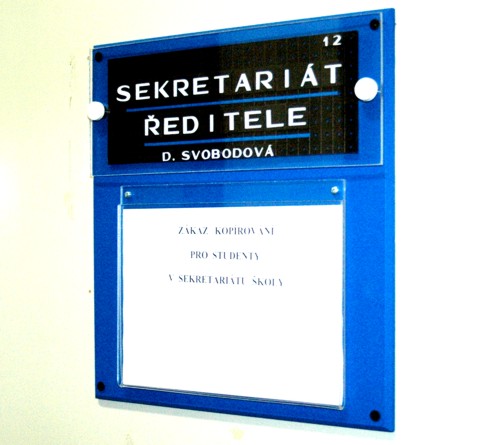 12
SEKRETARIÁT
ŘEDITELE
D. SVOBODOVÁ
ZÁKAZ KOPÍROVÁNÍ
PRO STUDENTY
V SEKRETARIÁTU ŠKOLY